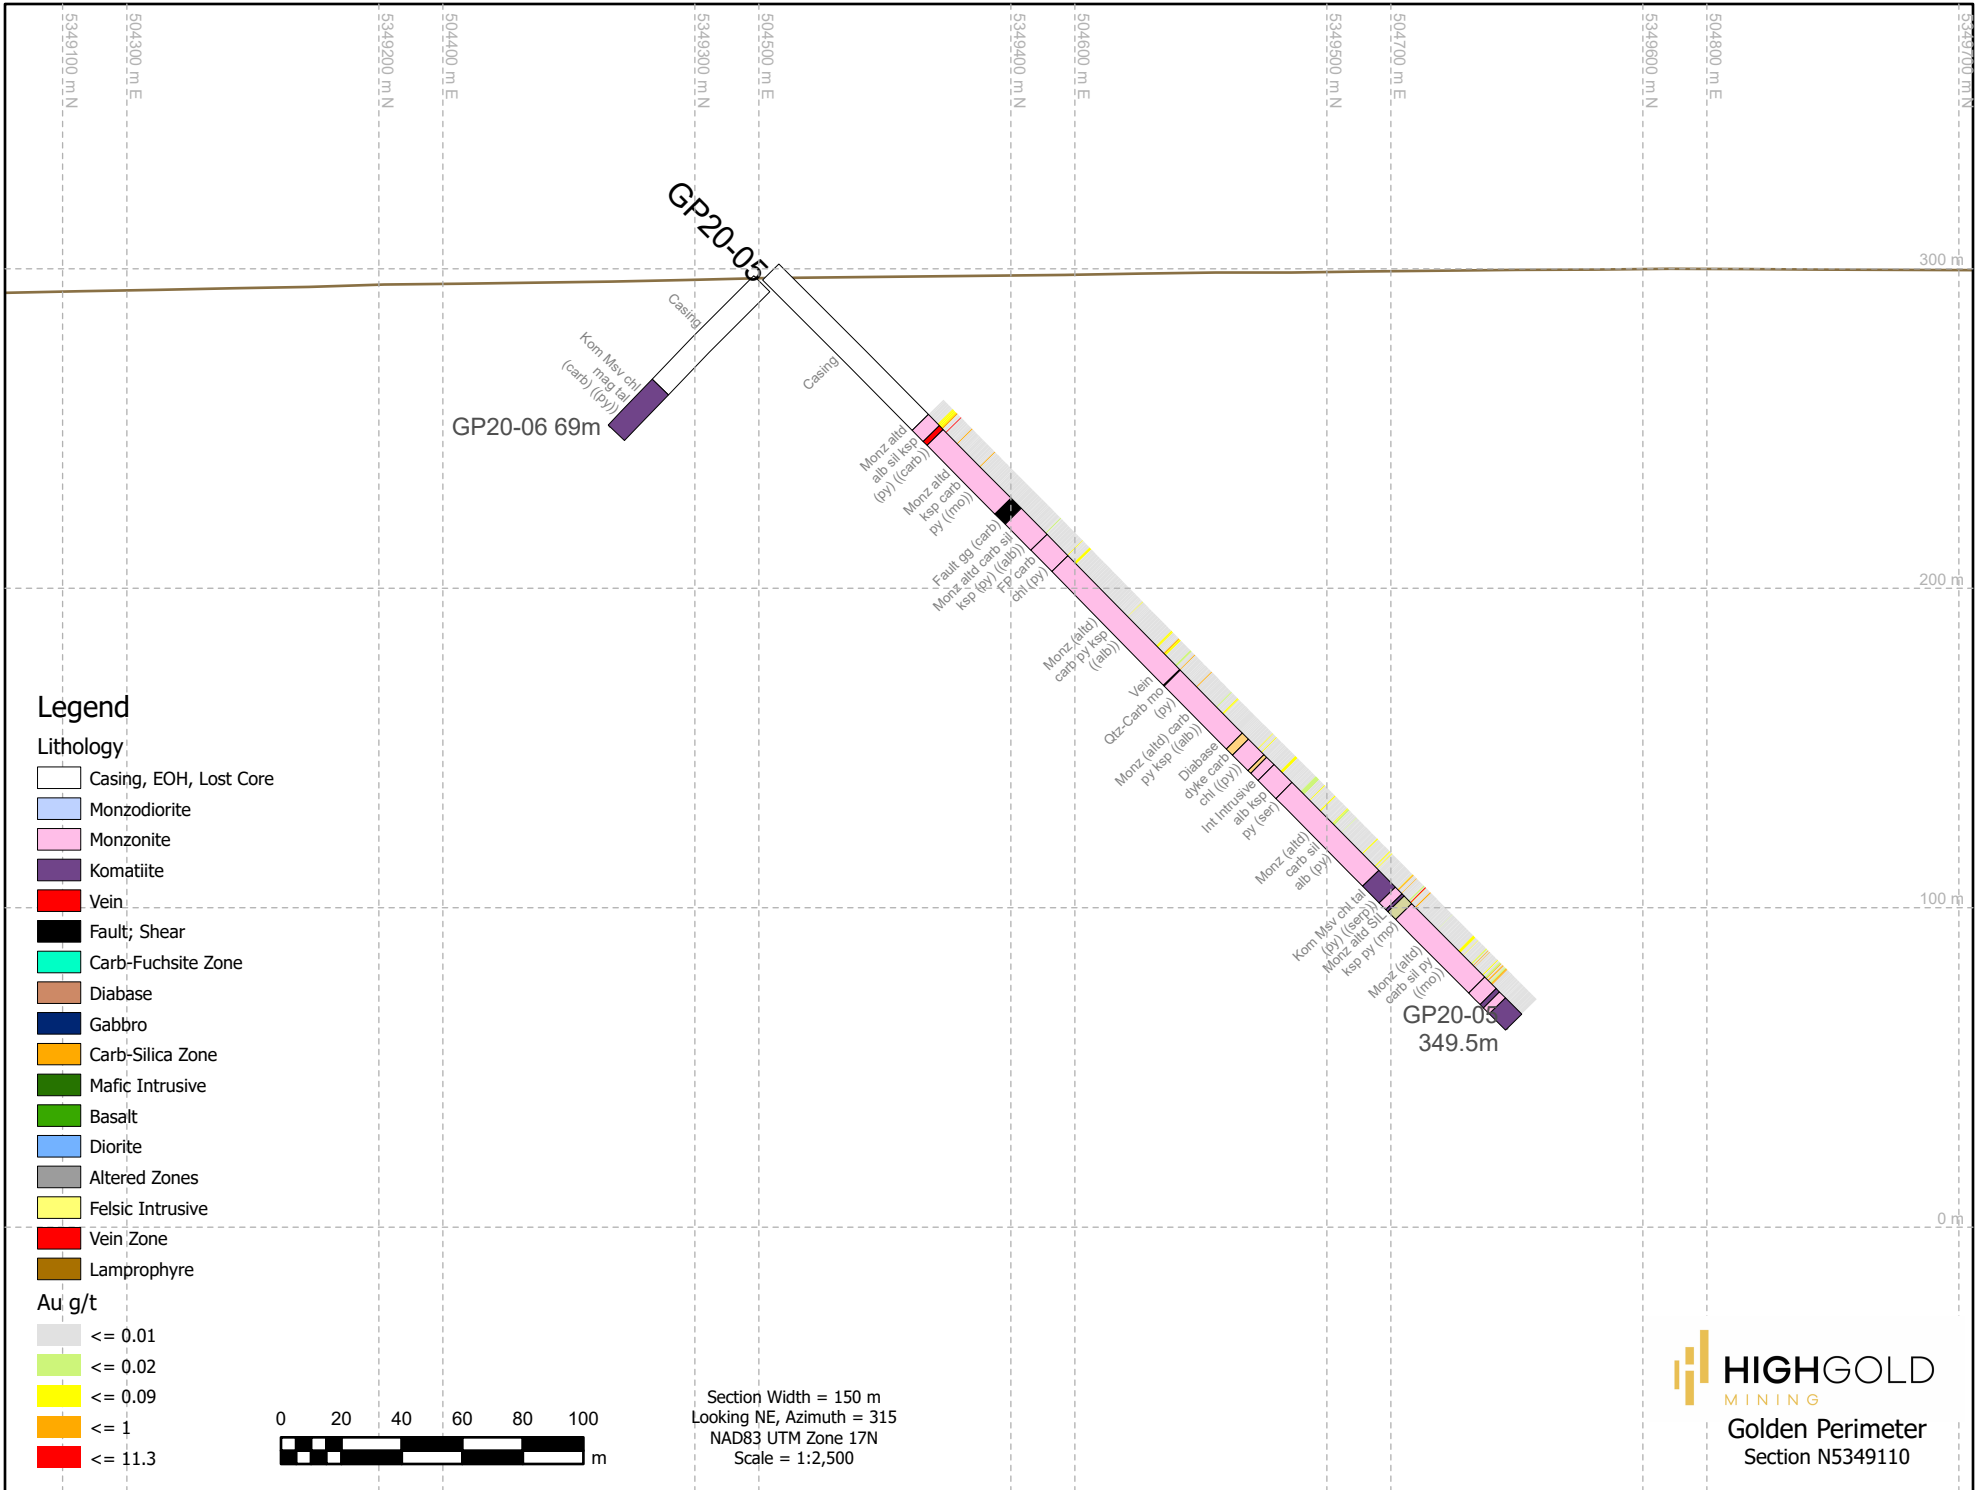 5349100 m N
504300 m E
5349200 m N
504400 m E
5349300 m N
504500 m E
5349400 m N
504600 m E
5349500 m N
504700 m E
5349600 m N
504800 m E
5349700 m N
300 m
200 m
100 m
0 m
GP20-05
Casing
Kom Msv chl
mag tal
(carb) ((py))
GP20-06 69m
Casing
Monz altd
alb sil ksp
(py) ((carb))
Monz altd
ksp carb
py ((mo))
Fault gg (carb)
Monz altd carb sil
ksp (py) ((alb))
FP carb
chl (py)
Monz (altd)
carb py ksp
((alb))
Vein
Qtz-Carb mo
(py)
Monz (altd) carb
py ksp ((alb))
Diabase
dyke carb
chl ((py))
Int Intrusive
alb ksp
py (ser)
Monz (altd)
carb sil
alb (py)
Kom Msv chl tal
(py) ((serp))
Monz altd SIL
ksp py (mo)
Monz (altd)
carb sil py
((mo))
GP20-05
349.5m
Legend
Lithology
Casing, EOH, Lost Core
Monzodiorite
Monzonite
Komatiite
Vein
Fault; Shear
Carb-Fuchsite Zone
Diabase
Gabbro
Carb-Silica Zone
Mafic Intrusive
Basalt
Diorite
Altered Zones
Felsic Intrusive
Vein Zone
Lamprophyre
Au g/t
<= 0.01
<= 0.02
<= 0.09
<= 1
<= 11.3
0 20 40 60 80 100
m
Section Width = 150 m
Looking NE, Azimuth = 315
NAD83 UTM Zone 17N
Scale = 1:2,500
HIGHGOLD
MINING
Golden Perimeter
Section N5349110